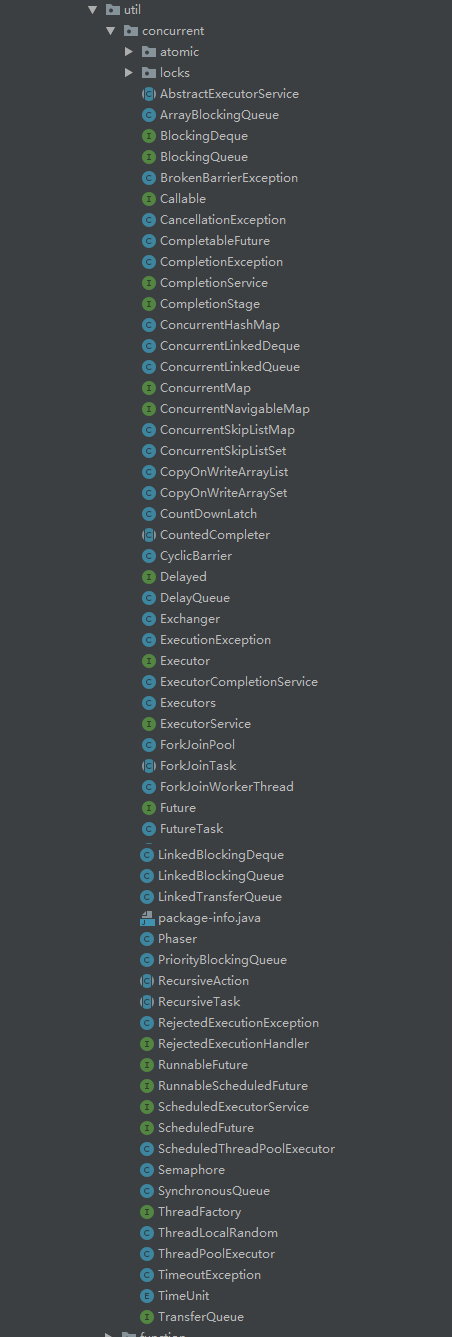 util
concurrent
atomic
locks
AbstractExecutorService
ArrayBlockingQueue
BlockingDeque
BlockingQueue
BrokenBarrierException
Callable
CancellationException
CompletableFuture
CompletionException
CompletionService
CompletionStage
ConcurrentHashMap
ConcurrentLinkedDeque
ConcurrentLinkedQueue
ConcurrentMap
ConcurrentNavigableMap
ConcurrentSkipListMap
ConcurrentSkipListSet
CopyOnWriteArrayList
CopyOnWriteArraySet
CountDownLatch
CountedCompleter
CyclicBarrier
Delayed
DelayQueue
Exchanger
ExecutionException
Executor
ExecutorCompletionService
Executors
ExecutorService
ForkJoinPool
ForkJoinTask
ForkJoinWorkerThread
Future
FutureTask
LinkedBlockingDeque
LinkedBlockingQueue
LinkedTransferQueue
package-info.java
Phaser
PriorityBlockingQueue
RecursiveAction
RecursiveTask
RejectedExecutionException
RejectedExecutionHandler
RunnableFuture
RunnableScheduledFuture
ScheduledExecutorService
ScheduledFuture
ScheduledThreadPoolExecutor
Semaphore
SynchronousQueue
ThreadFactory
ThreadLocalRandom
ThreadPoolExecutor
TimeoutException
TimeUnit
TransferQueue